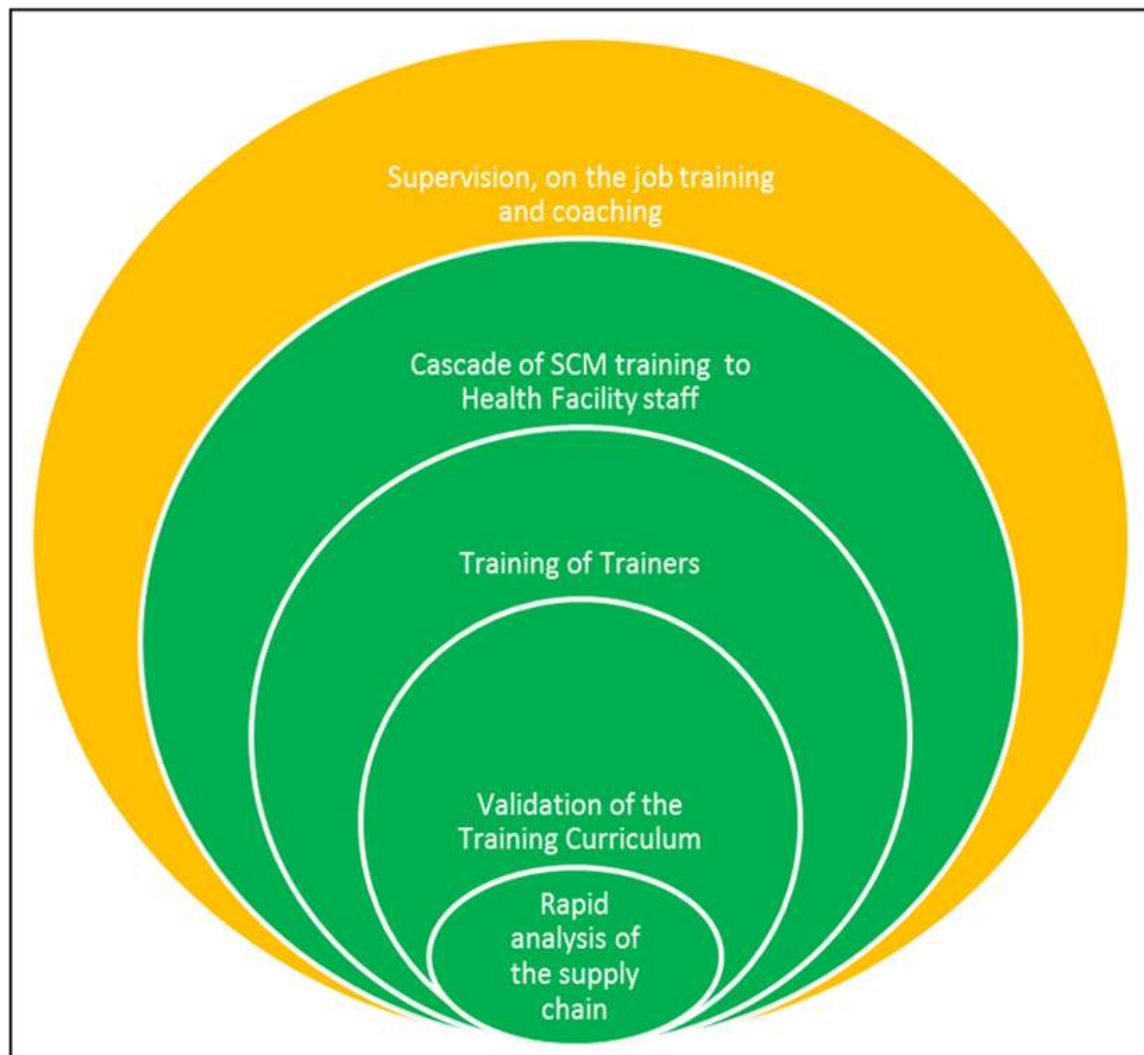 Supervision, on the job training
and coaching
Cascade of SCM training to
Health Facility staff
Training of Trainers
Validation of the
Training Curriculum
Rapid
analysis of
the supply
chain